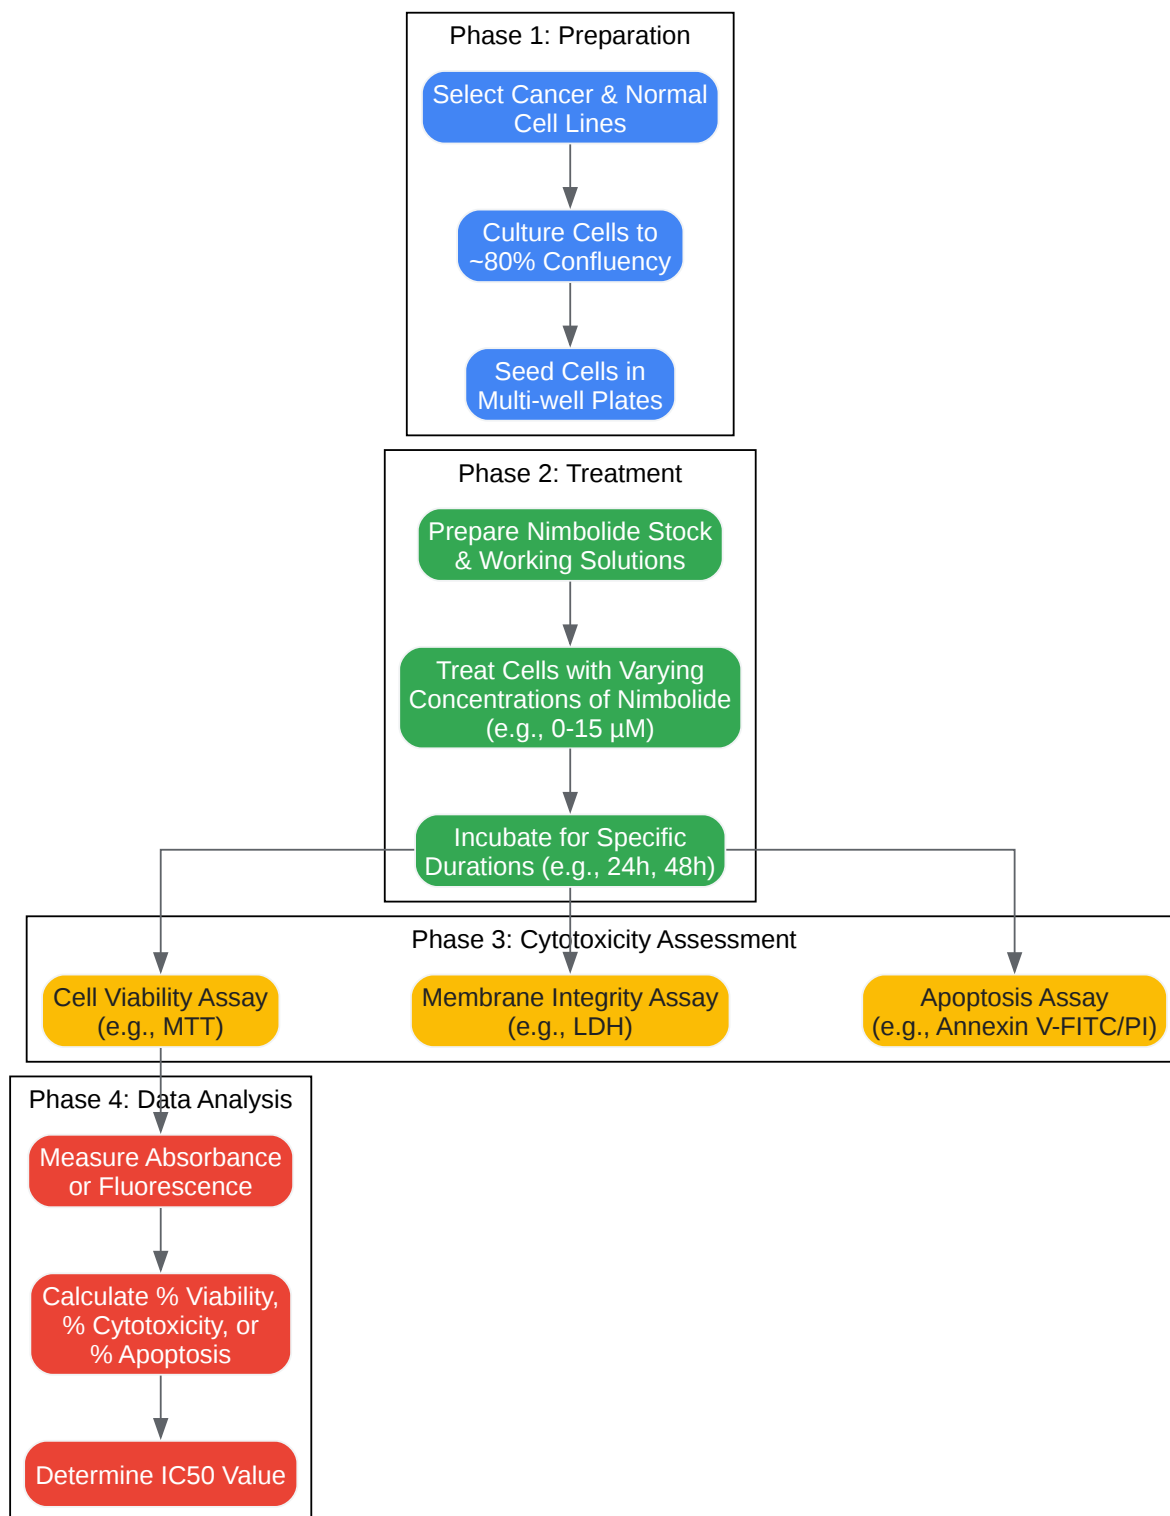 Phase 1: Preparation
Select Cancer & Normal
Cell Lines
Culture Cells to
~80% Confluency
Seed Cells in
Multi-well Plates
Phase 2: Treatment
Prepare Nimbolide Stock
& Working Solutions
Treat Cells with Varying
Concentrations of Nimbolide
(e.g., 0-15 µM)
Incubate for Specific
Durations (e.g., 24h, 48h)
Phase 3: Cytotoxicity Assessment
Cell Viability Assay
(e.g., MTT)
Membrane Integrity Assay
(e.g., LDH)
Apoptosis Assay
(e.g., Annexin V-FITC/PI)
Phase 4: Data Analysis
Measure Absorbance
or Fluorescence
Calculate % Viability,
% Cytotoxicity, or
% Apoptosis
Determine IC50 Value